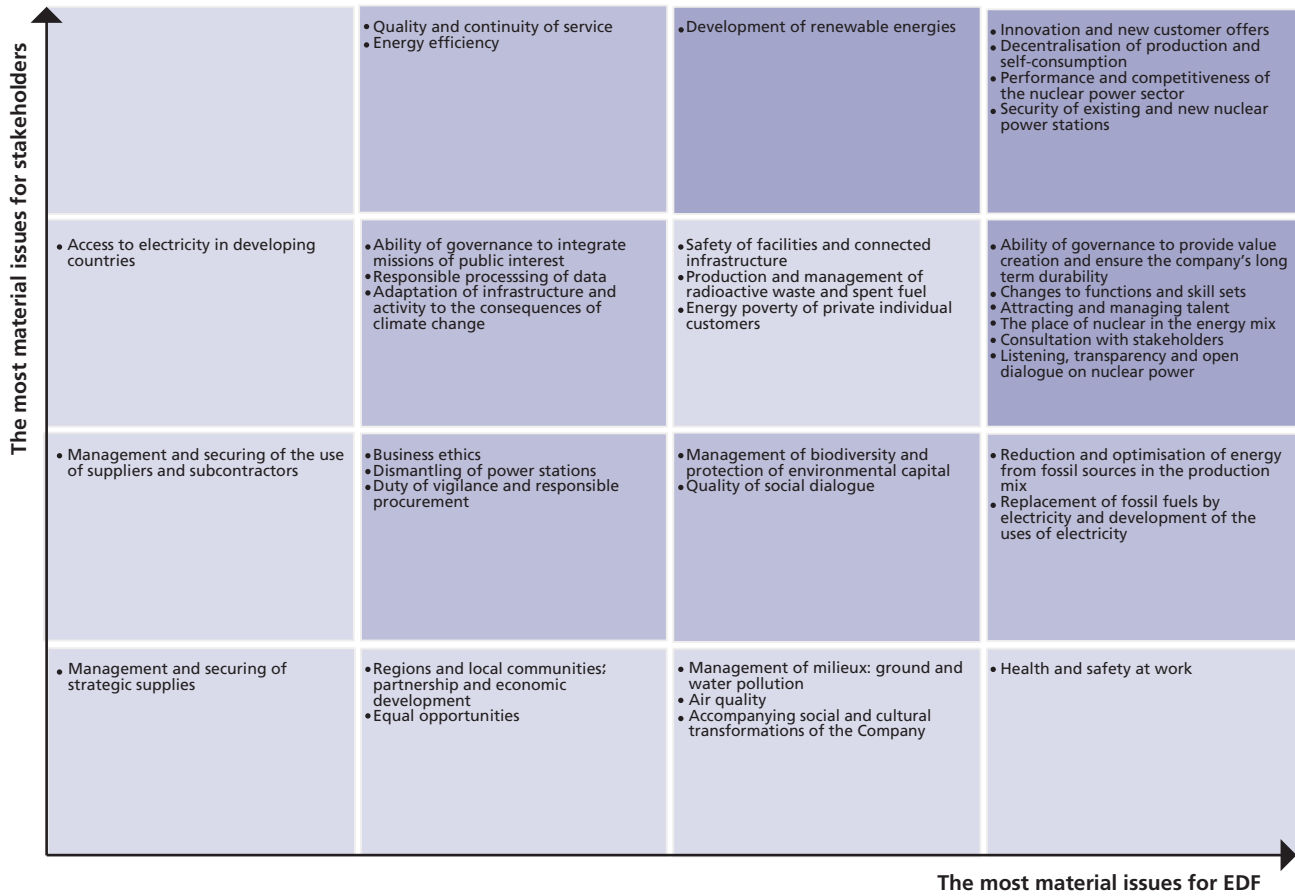 The most material issues for stakeholders
• Quality and continuity of service
• Energy efficiency
• Development of renewable energies
• Innovation and new customer offers
• Decentralisation of production and
self-consumption
• Performance and competitiveness of
the nuclear power sector
• Security of existing and new nuclear
power stations
• Access to electricity in developing
countries
• Ability of governance to integrate
missions of public interest
• Responsible processsing of data
• Adaptation of infrastructure and
activity to the consequences of
climate change
• Safety of facilities and connected
infrastructure
• Production and management of
radioactive waste and spent fuel
• Energy poverty of private individual
customers
• Ability of governance to provide value
creation and ensure the company's long
term durability
• Changes to functions and skill sets
• Attracting and managing talent
• The place of nuclear in the energy mix
• Consultation with stakeholders
• Listening, transparency and open
dialogue on nuclear power
• Management and securing of the use
of suppliers and subcontractors
• Business ethics
• Dismantling of power stations
• Duty of vigilance and responsible
procurement
• Management of biodiversity and
protection of environmental capital
• Quality of social dialogue
• Reduction and optimisation of energy
from fossil sources in the production
mix
• Replacement of fossil fuels by
electricity and development of the
uses of electricity
• Management and securing of
strategic supplies
• Regions and local communities:
partnership and economic
development
• Equal opportunities
• Management of milieux: ground and
water pollution
• Air quality
• Accompanying social and cultural
transformations of the Company
• Health and safety at work
The most material issues for EDF